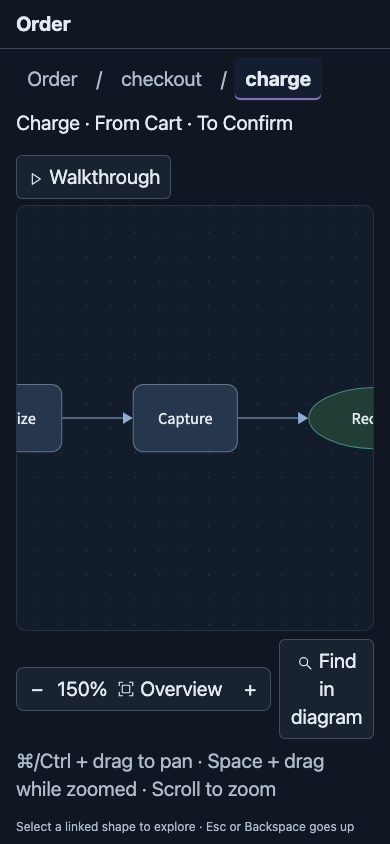 Order
Order / checkout / charge
Charge · From Cart · To Confirm
Walkthrough
ize
Capture
Rec
− 150% Overview +
Find
in
diagram
⌘/Ctrl + drag to pan · Space + drag
while zoomed · Scroll to zoom
Select a linked shape to explore · Esc or Backspace goes up